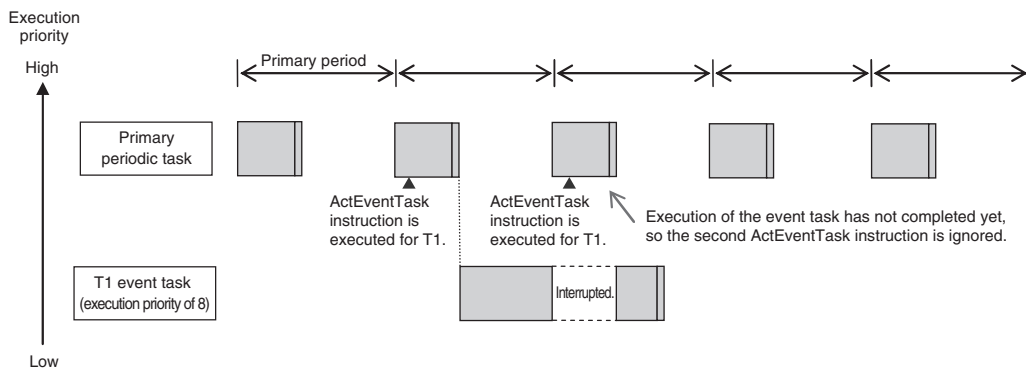 Execution
priority
High
Primary period
Primary
periodic task
ActEventTask
instruction is
executed for T1.
ActEventTask
instruction is
executed for T1.
Execution of the event task has not completed yet,
so the second ActEventTask instruction is ignored.
T1 event task
(execution priority of 8)
Interrupted.
Low